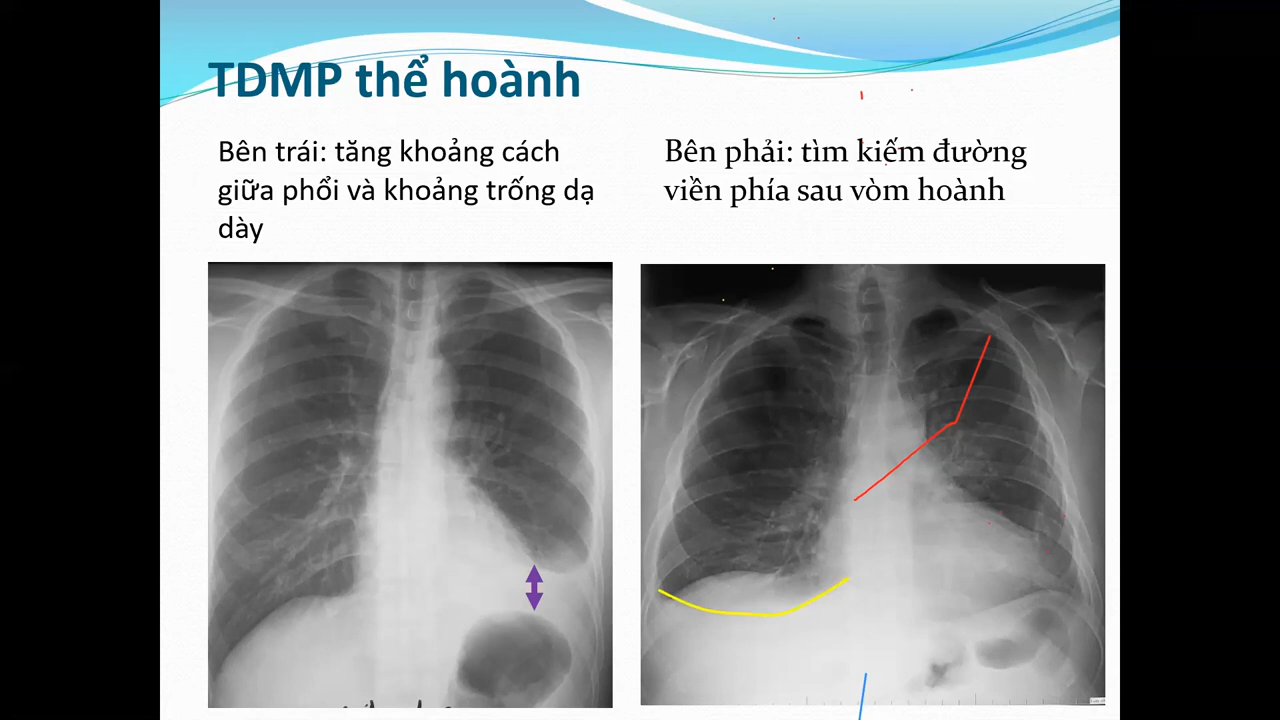 TDMP thể hoành
Bên trái: tăng khoảng cách
giữa phổi và khoảng trống dạ
dày
Bên phải: tìm kiếm đường
viền phía sau vòm hoành